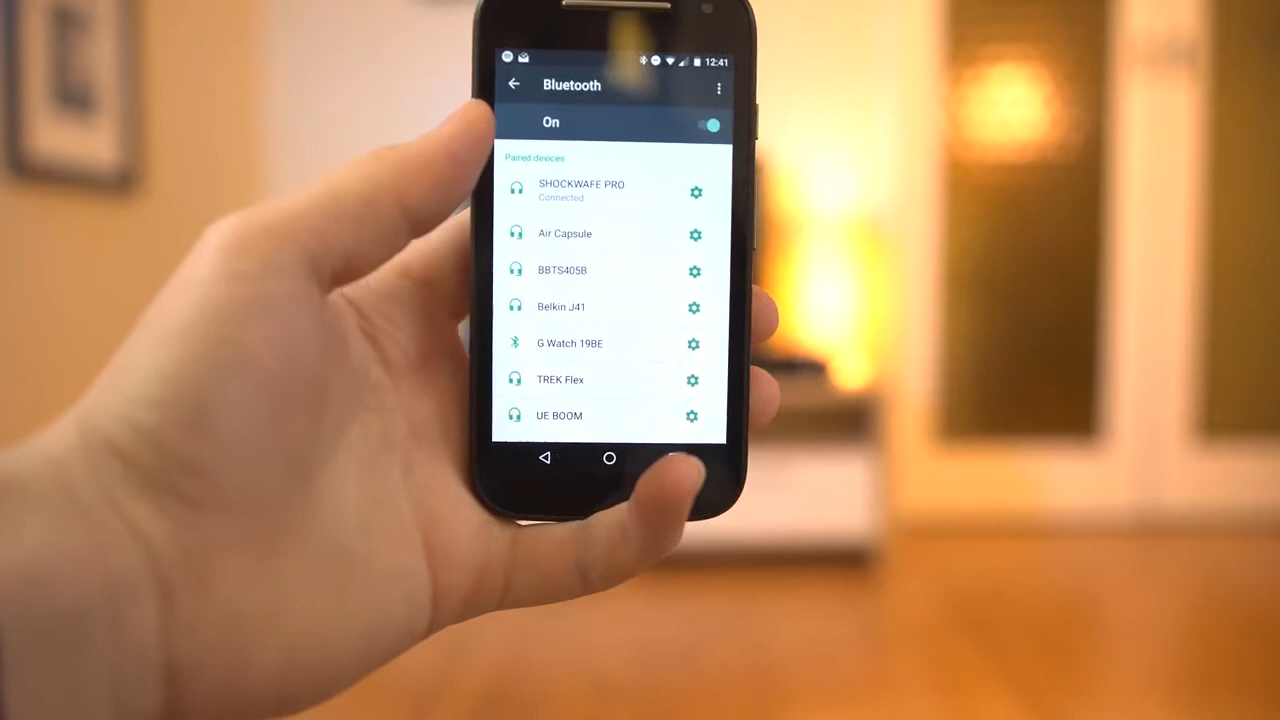 12:41
Bluetooth
On
Paired devices
SHOCKWAFE PRO
Connected
Air Capsule
BBTS405B
Belkin J41
G Watch 19BE
TREK Flex
UE BOOM